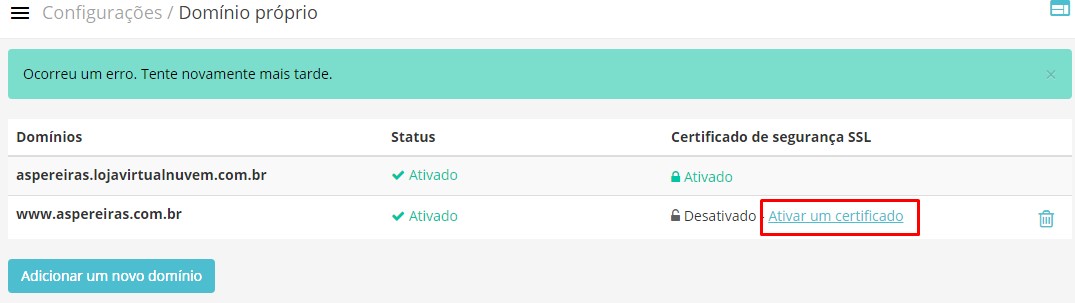 Configurações / Domínio próprio
Ocorreu um erro. Tente novamente mais tarde. ×
Domínios Status Certificado de segurança SSL
aspereiras.lojavirtualnuvem.com.br Ativado Ativado
www.aspereiras.com.br Ativado Desativado - Ativar um certificado
Adicionar um novo domínio